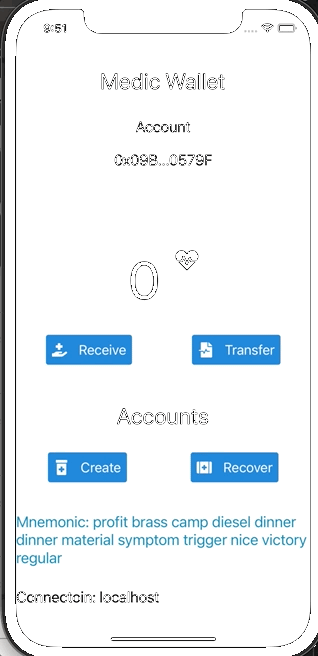 9:51
Medic Wallet
Account
0x09B...0579F
0
Receive
Transfer
Accounts
Create
Recover
Mnemonic: profit brass camp diesel dinner
dinner material symptom trigger nice victory
regular
Connectoin: localhost